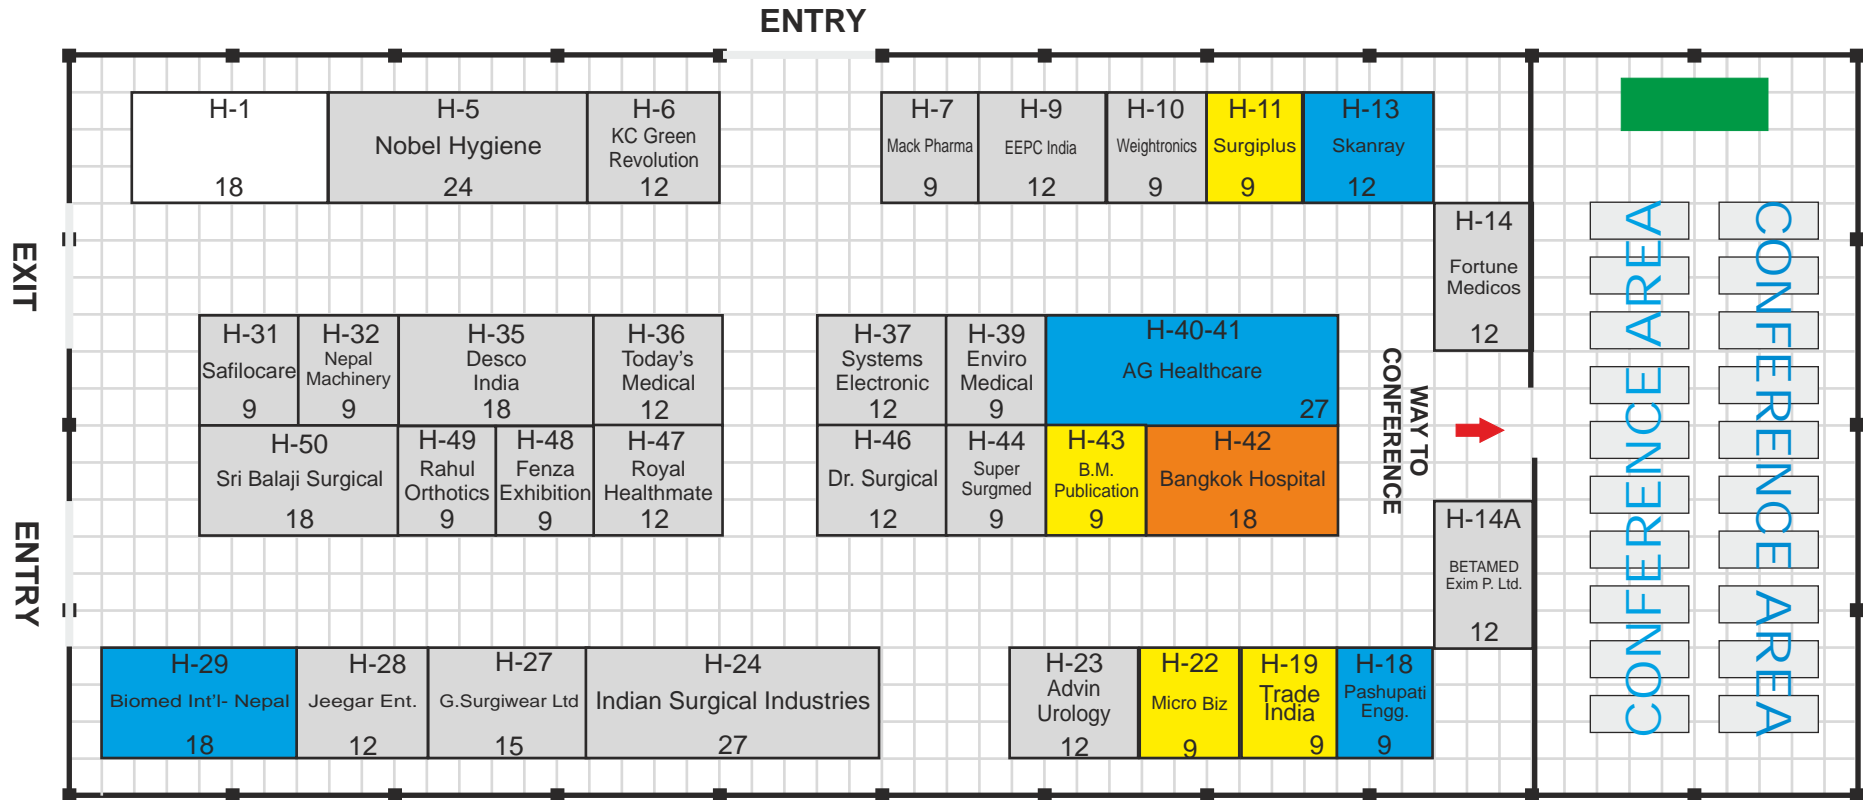 ENTRY
H-1
18
H-5
Nobel Hygiene
24
H-6
KC Green
Revolution
12
H-7
Mack Pharma
9
H-9
EEPC India
12
H-10
Weightronics
9
H-11
Surgiplus
9
H-13
Skanray
12
H-14
Fortune
Medicos
12
EXIT
H-31
Safilocare
9
H-32
Nepal
Machinery
9
H-35
Desco
India
18
H-36
Today's
Medical
12
H-37
Systems
Electronic
12
H-39
Enviro
Medical
9
H-40-41
AG Healthcare
27
WAY TO
CONFERENCE
H-50
Sri Balaji Surgical
18
H-49
Rahul
Orthotics
9
H-48
Fenza
Exhibition
9
H-47
Royal
Healthmate
12
H-46
Dr. Surgical
12
H-44
Super
Surgmed
9
H-43
B.M.
Publication
9
H-42
Bangkok Hospital
18
H-14A
BETAMED
Exim P. Ltd.
12
ENTRY
H-29
Biomed Int'l- Nepal
18
H-28
Jeegar Ent.
12
H-27
G.Surgiwear Ltd
15
H-24
Indian Surgical Industries
27
H-23
Advin
Urology
12
H-22
Micro Biz
9
H-19
Trade
India
9
H-18
Pashupati
Engg.
9
CONFERENCE AREA
CONFERENCE AREA